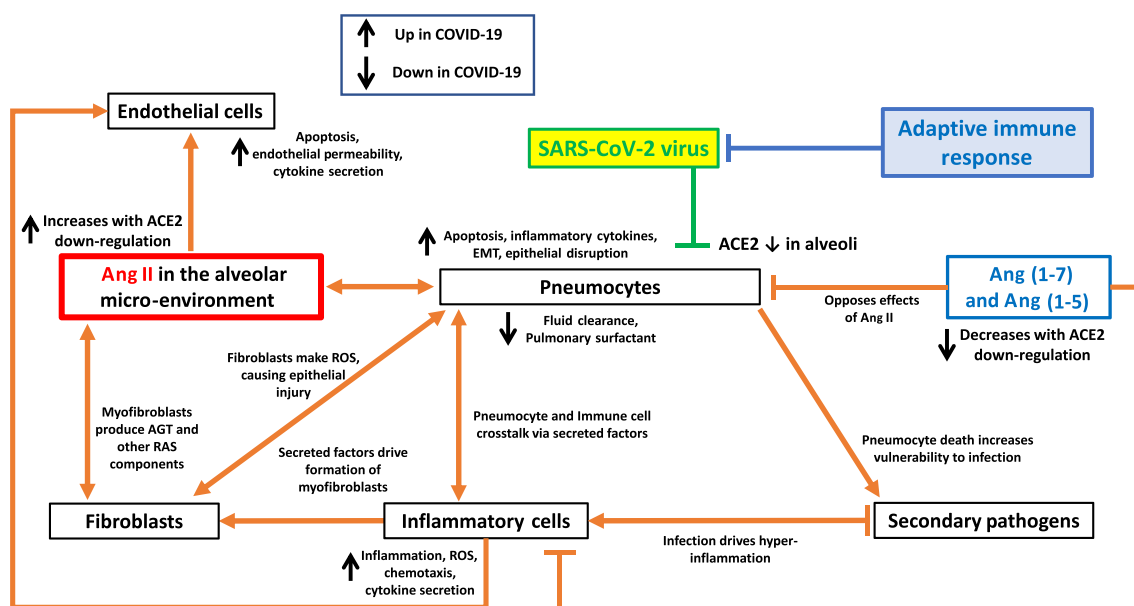 Up in COVID-19
Down in COVID-19
Endothelial cells
Apoptosis,
endothelial permeability,
cytokine secretion
SARS-CoV-2 virus
Adaptive immune
response
Increases with ACE2
down-regulation
Apoptosis, inflammatory cytokines,
EMT, epithelial disruption
ACE2 ↓ in alveoli
Ang II in the alveolar
micro-environment
Pneumocytes
Ang (1-7)
and Ang (1-5)
Opposes effects
of Ang II
Fluid clearance,
Pulmonary surfactant
Decreases with ACE2
down-regulation
Fibroblasts make ROS,
causing epithelial
injury
Myofibroblasts
produce AGT and
other RAS
components
Pneumocyte and Immune cell
crosstalk via secreted factors
Pneumocyte death increases
vulnerability to infection
Secreted factors drive
formation of
myofibroblasts
Fibroblasts
Inflammatory cells
Secondary pathogens
Infection drives hyper-
inflammation
Inflammation, ROS,
chemotaxis,
cytokine secretion